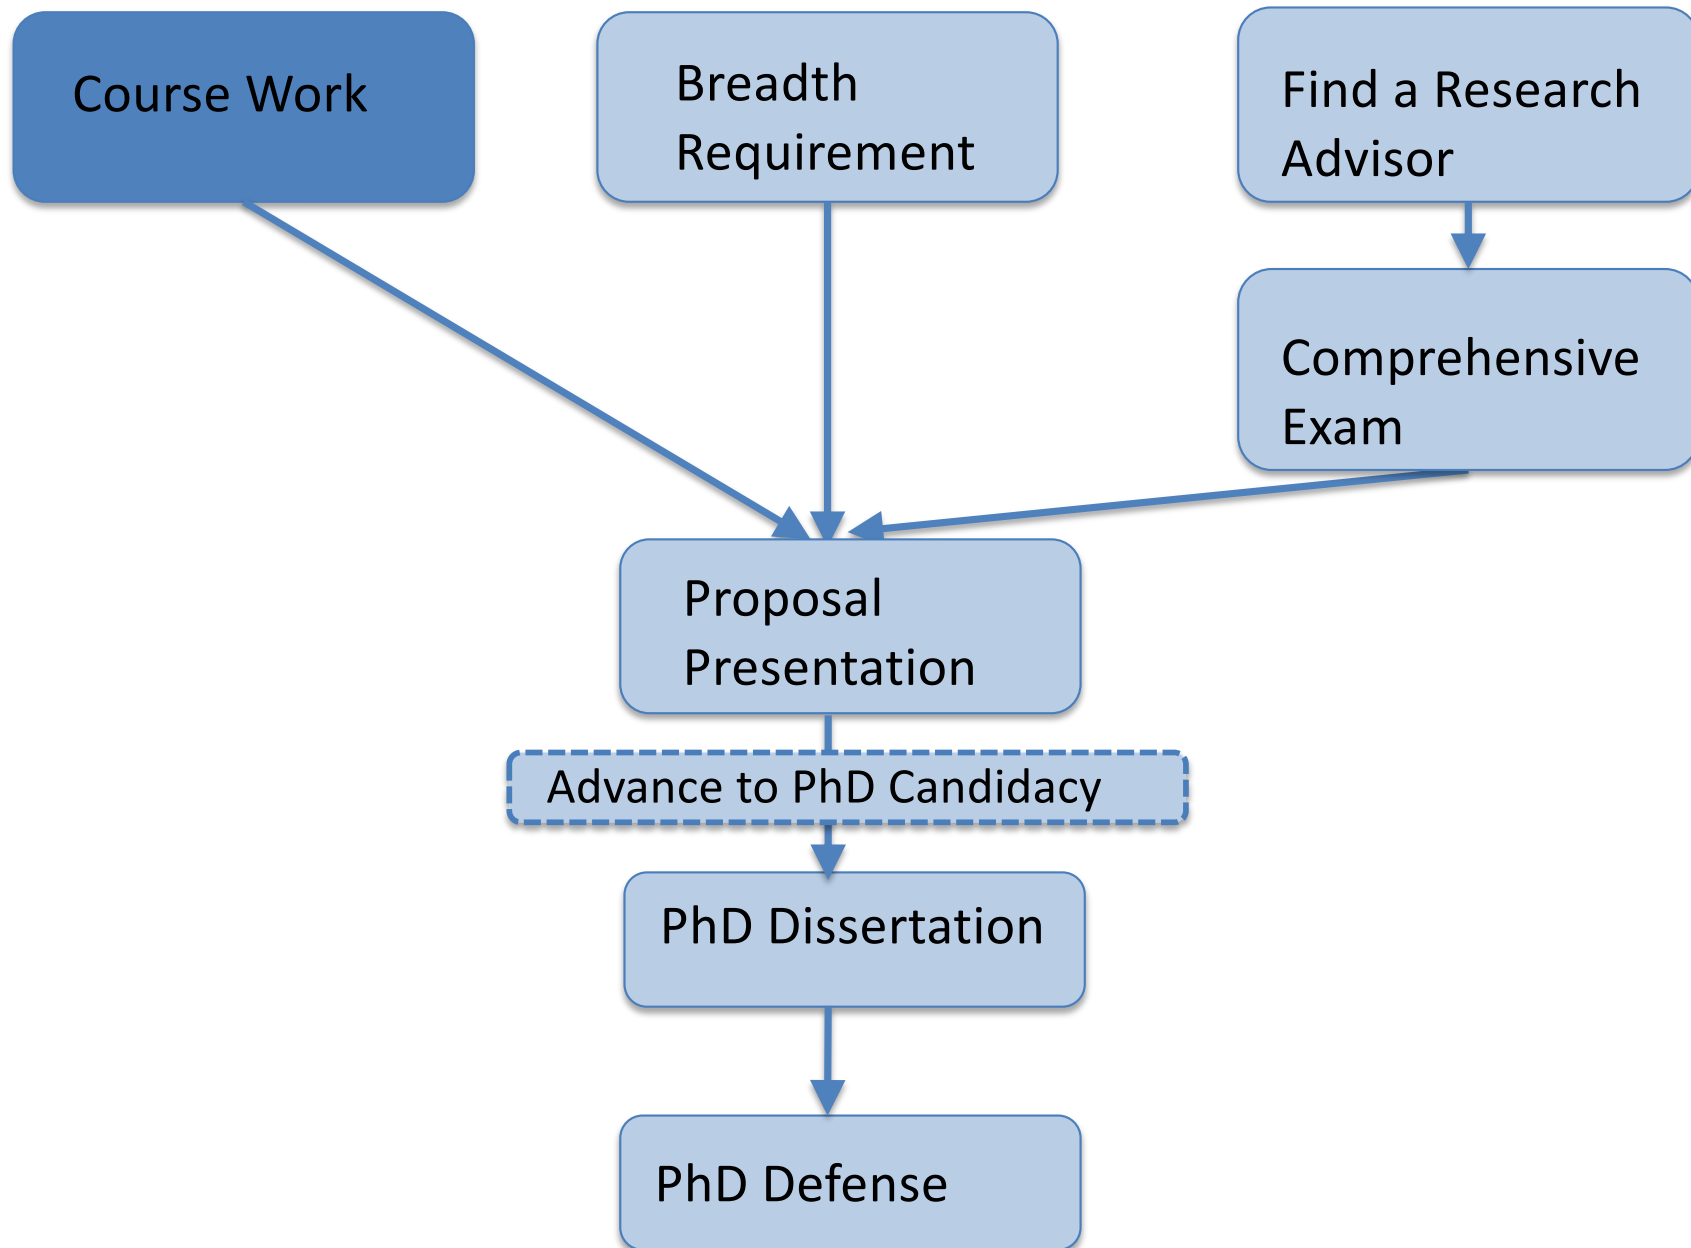 Course Work
Breadth
Requirement
Find a Research
Advisor
Comprehensive
Exam
Proposal
Presentation
Advance to PhD Candidacy
PhD Dissertation
PhD Defense